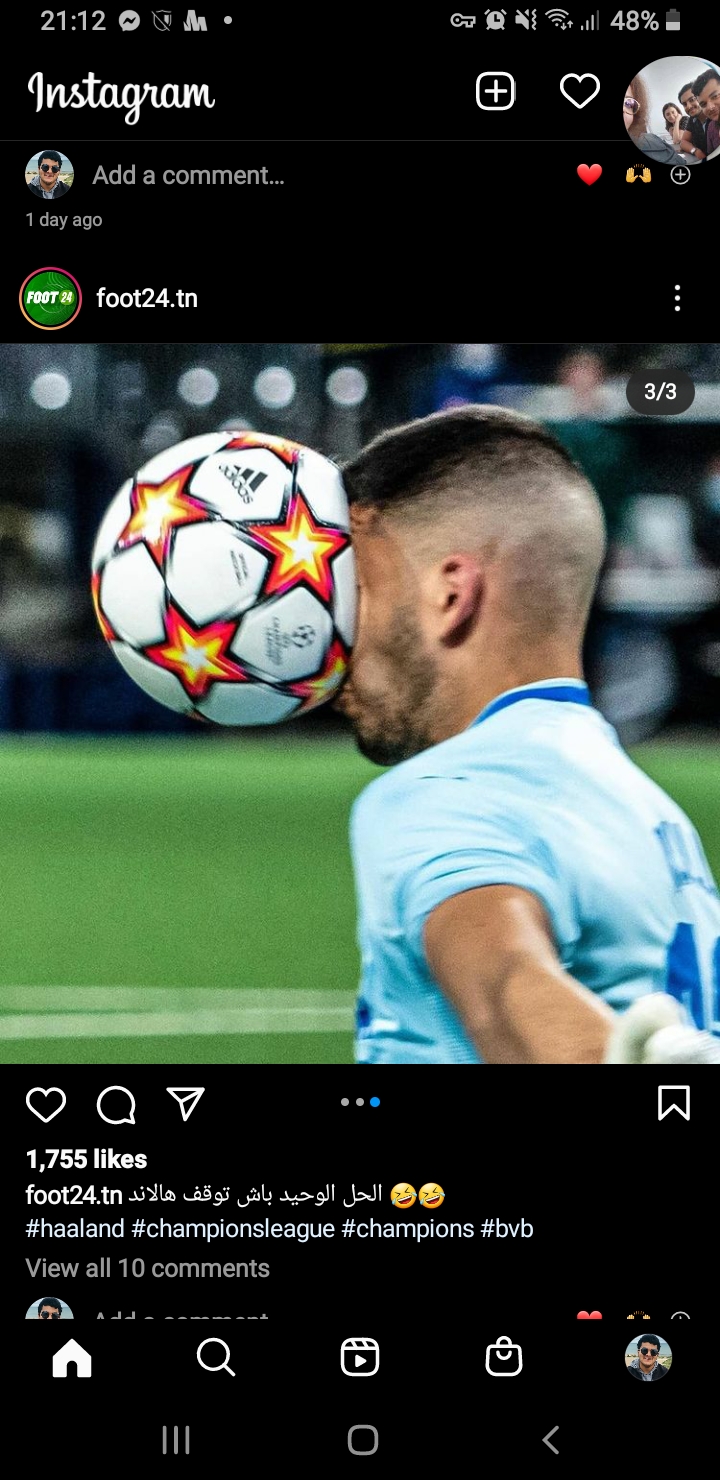 21:12
48%
Instagram
Add a comment...
1 day ago
FOOT 24
foot24.tn
3/3
adidas
1,755 likes
foot24.tn الحل الوحيد باش توقف هالاند 🤣🤣
#haaland #championsleague #champions #bvb
View all 10 comments
Add a comment